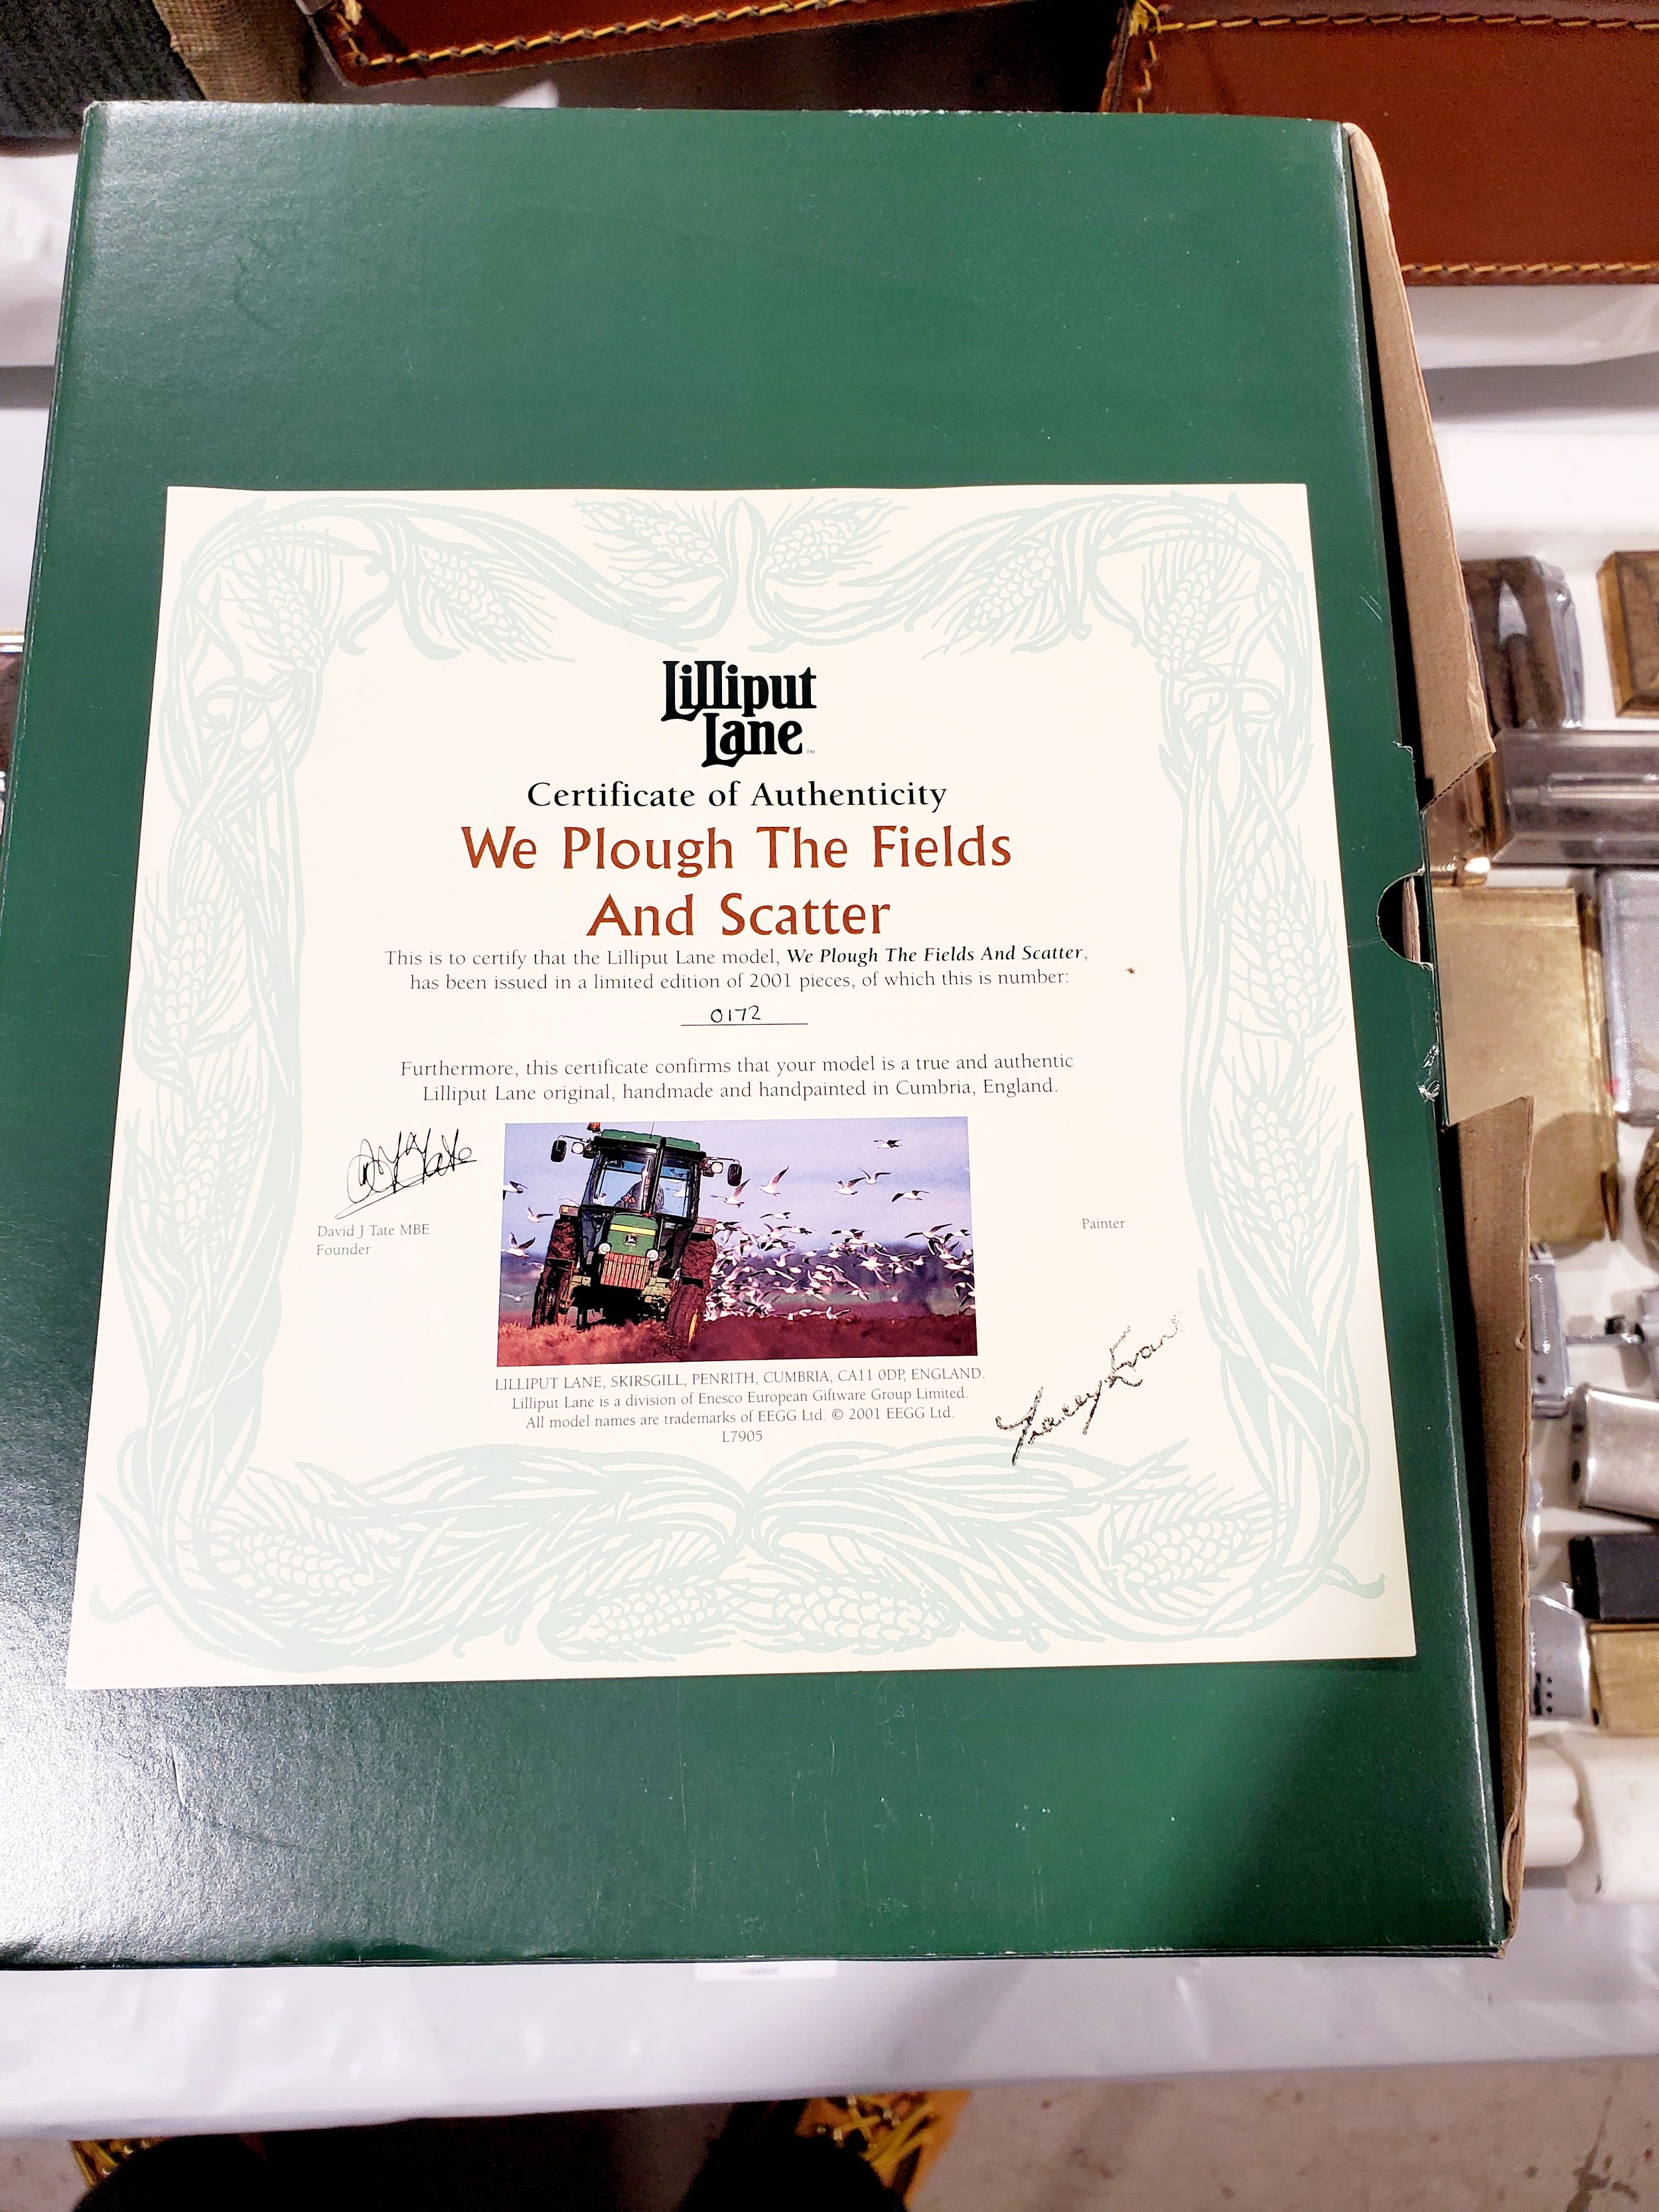 Lilliput
Lane™
Certificate of Authenticity
We Plough The Fields
And Scatter
This is to certify that the Lilliput Lane model, We Plough The Fields And Scatter,
has been issued in a limited edition of 2001 pieces, of which this is number:
0172
Furthermore, this certificate confirms that your model is a true and authentic
Lilliput Lane original, handmade and handpainted in Cumbria, England.
David J Tate MBE
Founder
Painter
Tracey Evans
LILLIPUT LANE, SKIRSGILL, PENRITH, CUMBRIA, CA11 0DP, ENGLAND.
Lilliput Lane is a division of Enesco European Giftware Group Limited.
All model names are trademarks of EEGG Ltd. © 2001 EEGG Ltd.
L7905